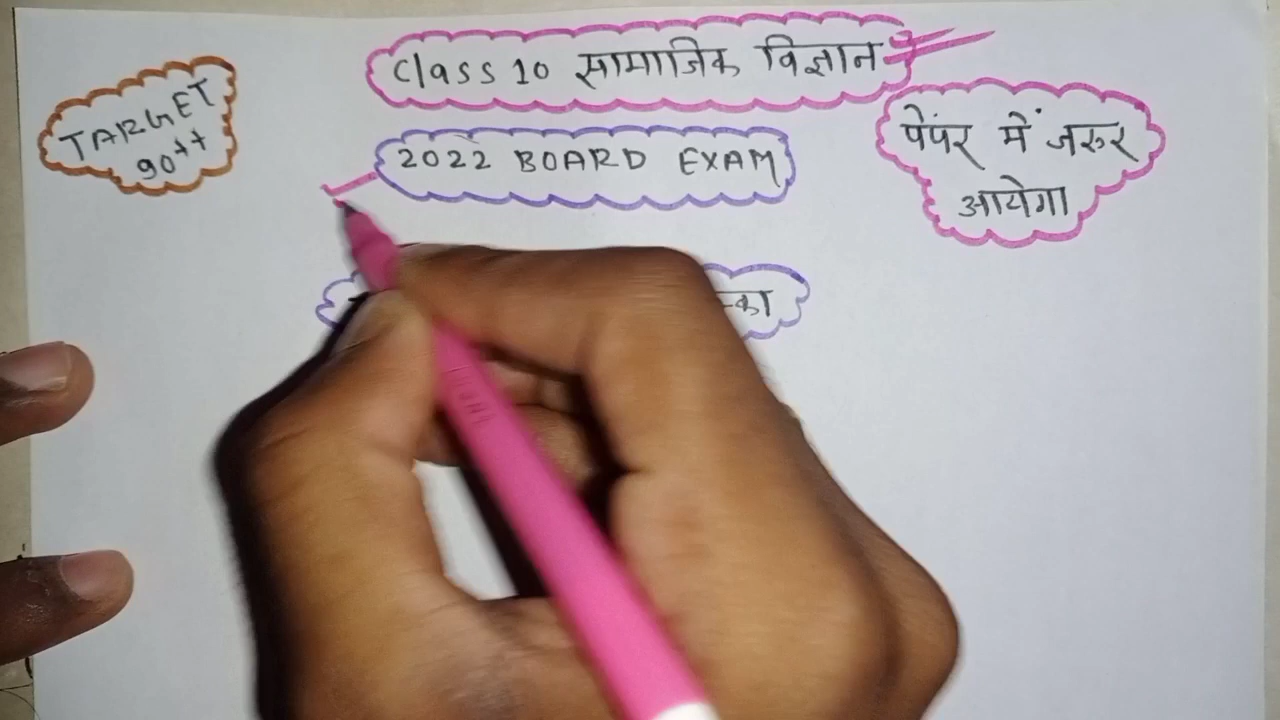 Class 10 सामाजिक विज्ञान
TARGET
90++
2022 BOARD EXAM
पेपर में जरुर
आयेगा